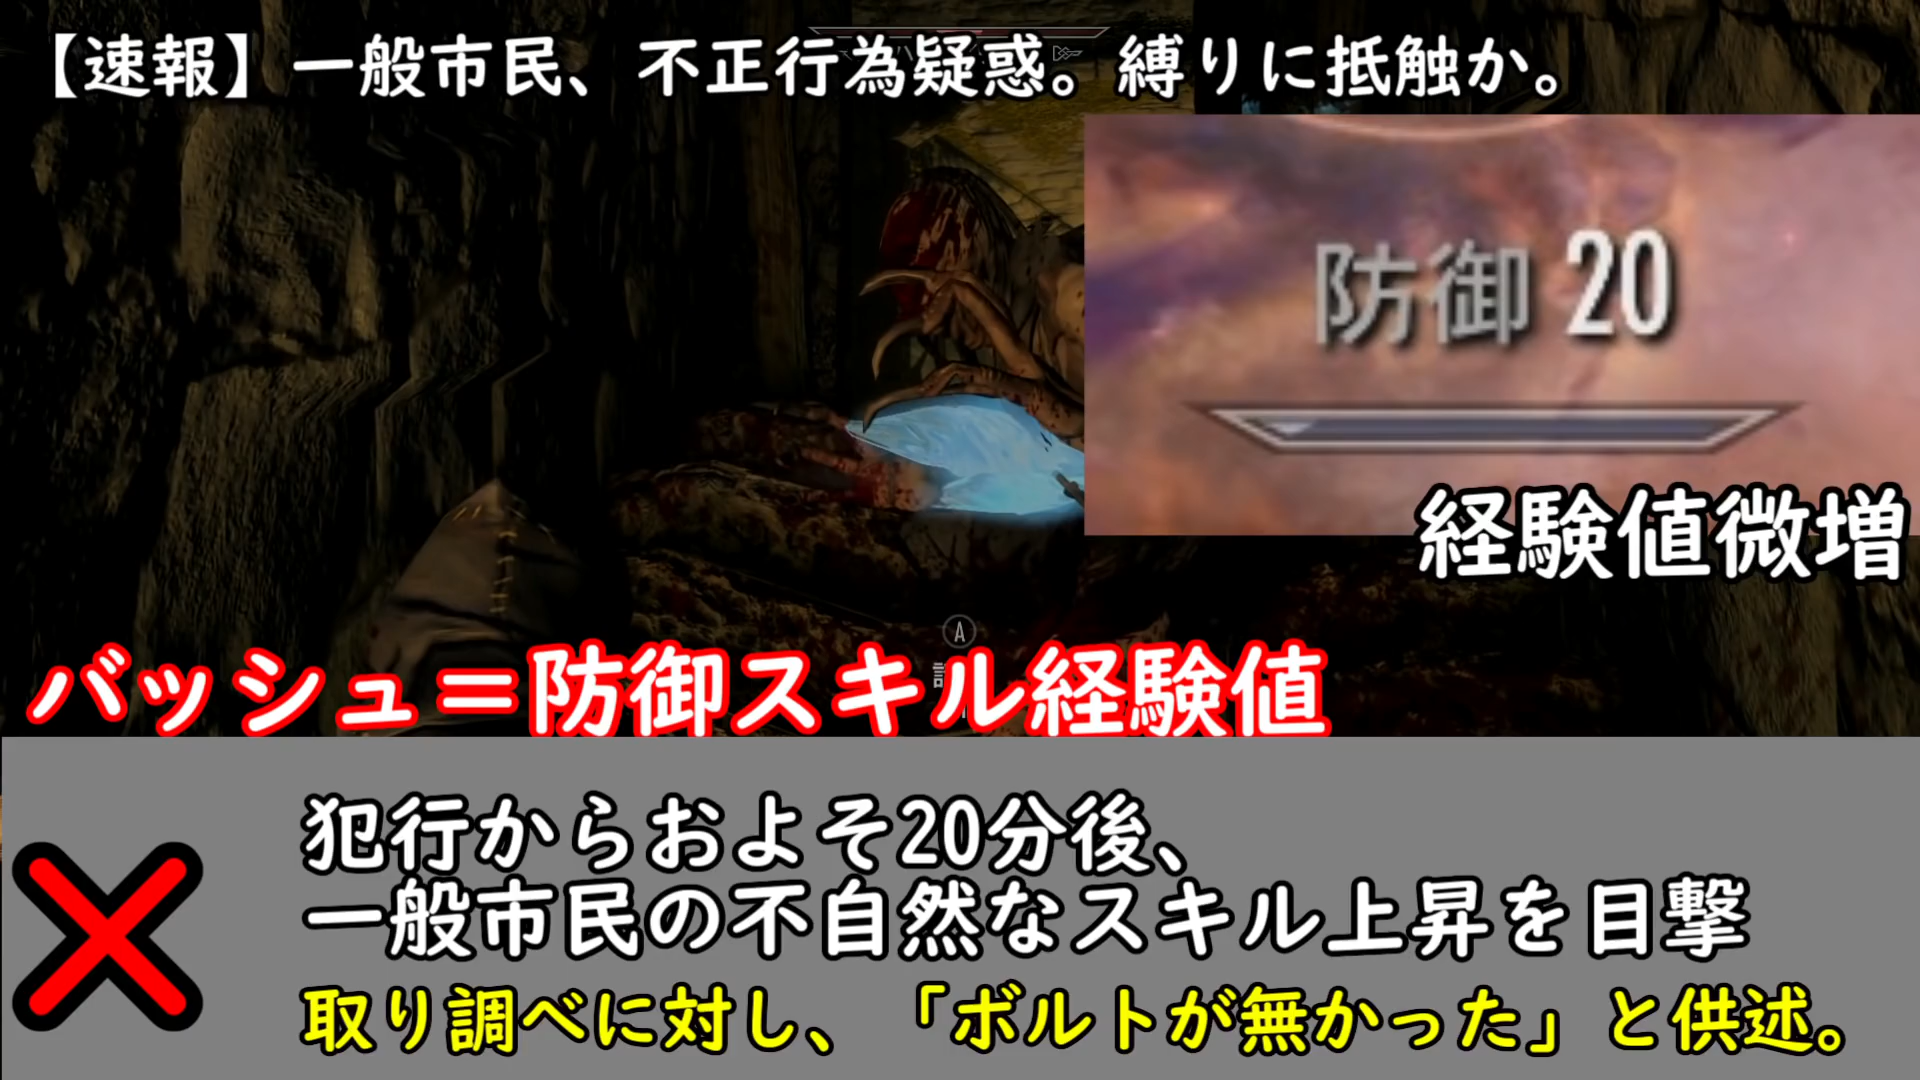 【速報】一般市民、不正行為疑惑。縛りに抵触か。
防御 20
経験値微増
A
バッシュ＝防御スキル経験値
犯行からおよそ20分後、
一般市民の不自然なスキル上昇を目撃
取り調べに対し、「ボルトが無かった」と供述。